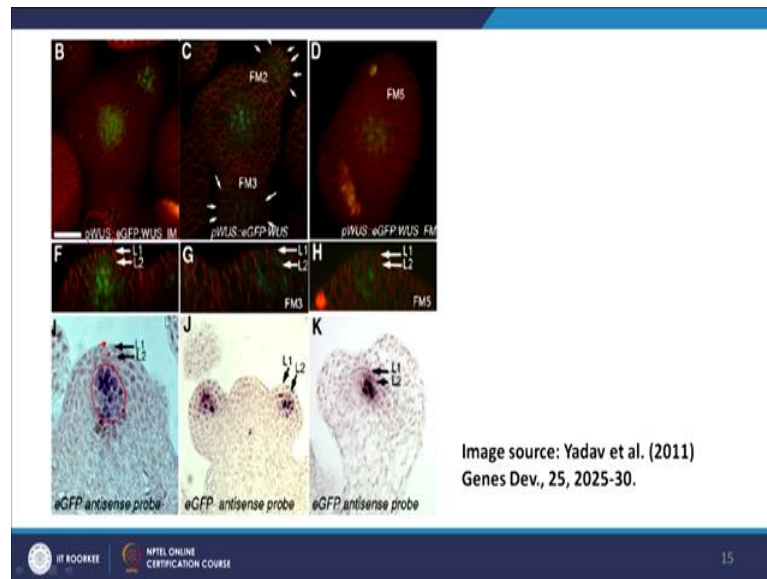 B
C
D
FM2
FM5
FM3
pWUS::eGFP:WUS IM
pWUS::eGFP:WUS
pWUS::eGFP:WUS FM
F
L1
L2
G
L1
L2
FM3
H
L1
L2
FM5
I
L1
L2
J
L1
L2
K
L1
L2
eGFP antisense probe
eGFP antisense probe
eGFP antisense probe
Image source: Yadav et al. (2011)
Genes Dev., 25, 2025-30.
IIT ROORKEE
NPTEL ONLINE
CERTIFICATION COURSE
15